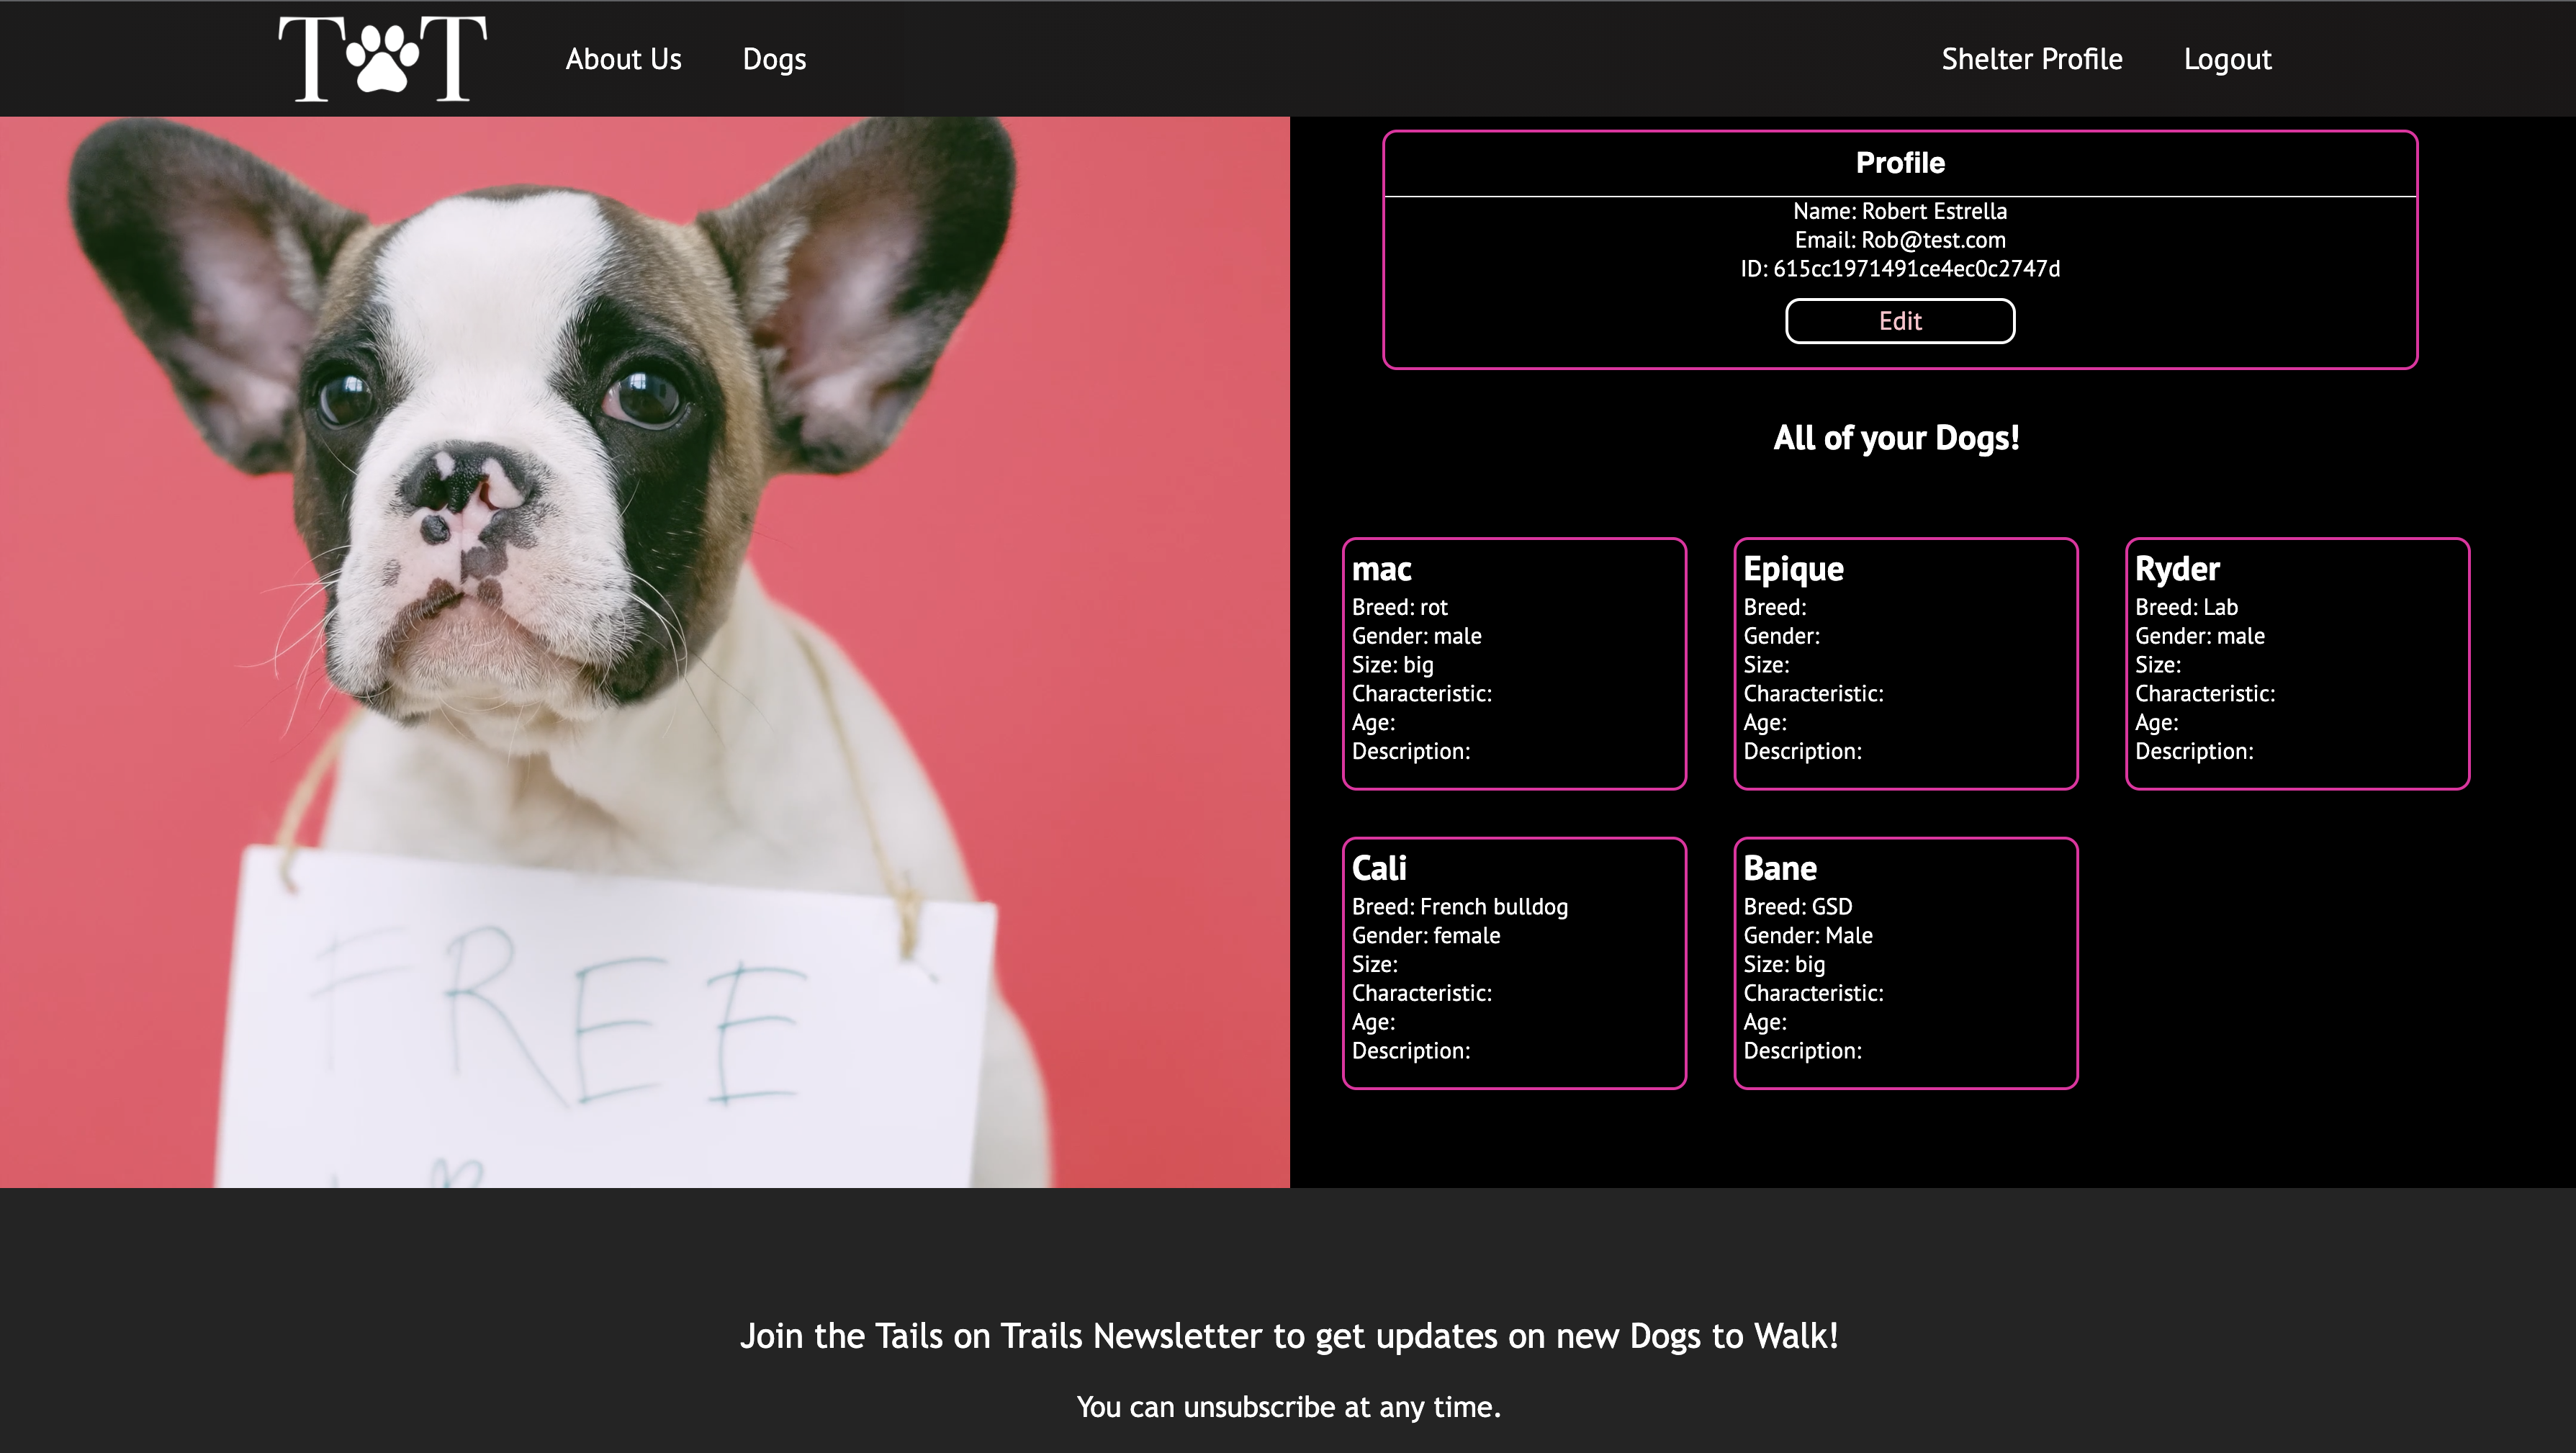 T T
About Us
Dogs
Shelter Profile
Logout
Profile
Name: Robert Estrella
Email: Rob@test.com
ID: 615cc1971491ce4ec0c2747d
Edit
All of your Dogs!
mac
Breed: rot
Gender: male
Size: big
Characteristic:
Age:
Description:
Epique
Breed:
Gender:
Size:
Characteristic:
Age:
Description:
Ryder
Breed: Lab
Gender: male
Size:
Characteristic:
Age:
Description:
Cali
Breed: French bulldog
Gender: female
Size:
Characteristic:
Age:
Description:
Bane
Breed: GSD
Gender: Male
Size: big
Characteristic:
Age:
Description:
FREE
Join the Tails on Trails Newsletter to get updates on new Dogs to Walk!
You can unsubscribe at any time.